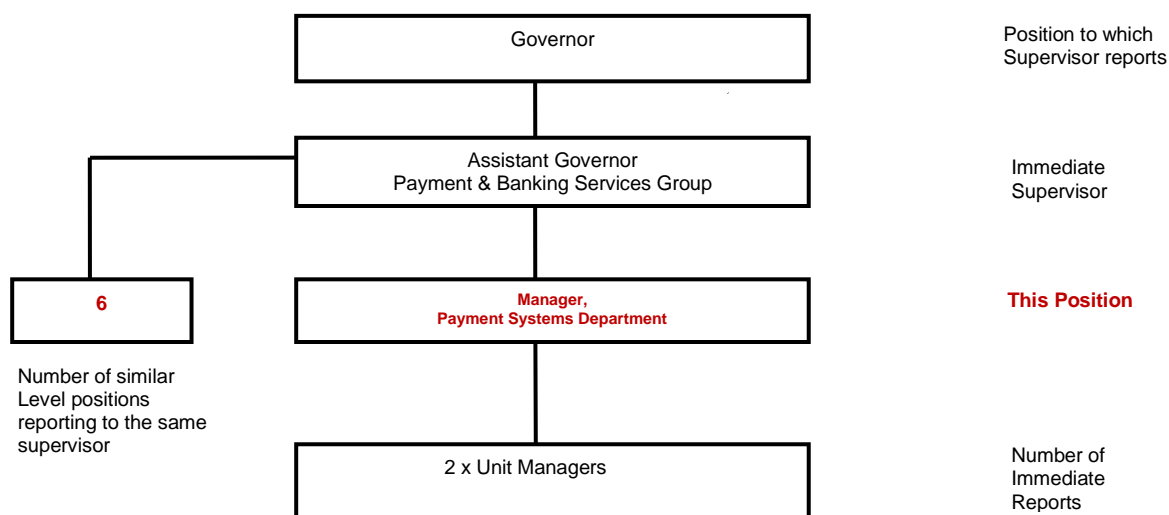 Governor
Position to which
Supervisor reports
Assistant Governor
Payment & Banking Services Group
Immediate
Supervisor
6
Manager,
Payment Systems Department
This Position
Number of similar
Level positions
reporting to the same
supervisor
2 x Unit Managers
Number of
Immediate
Reports